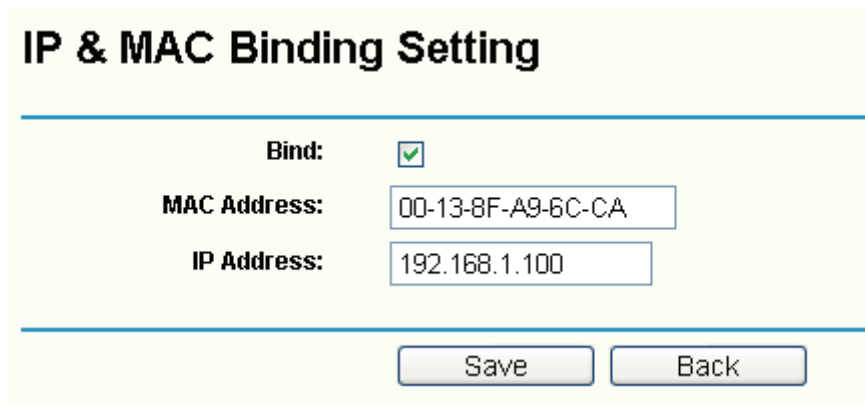 IP & MAC Binding Setting
Bind:
MAC Address: 00-13-8F-A9-6C-CA
IP Address: 192.168.1.100
Save Back